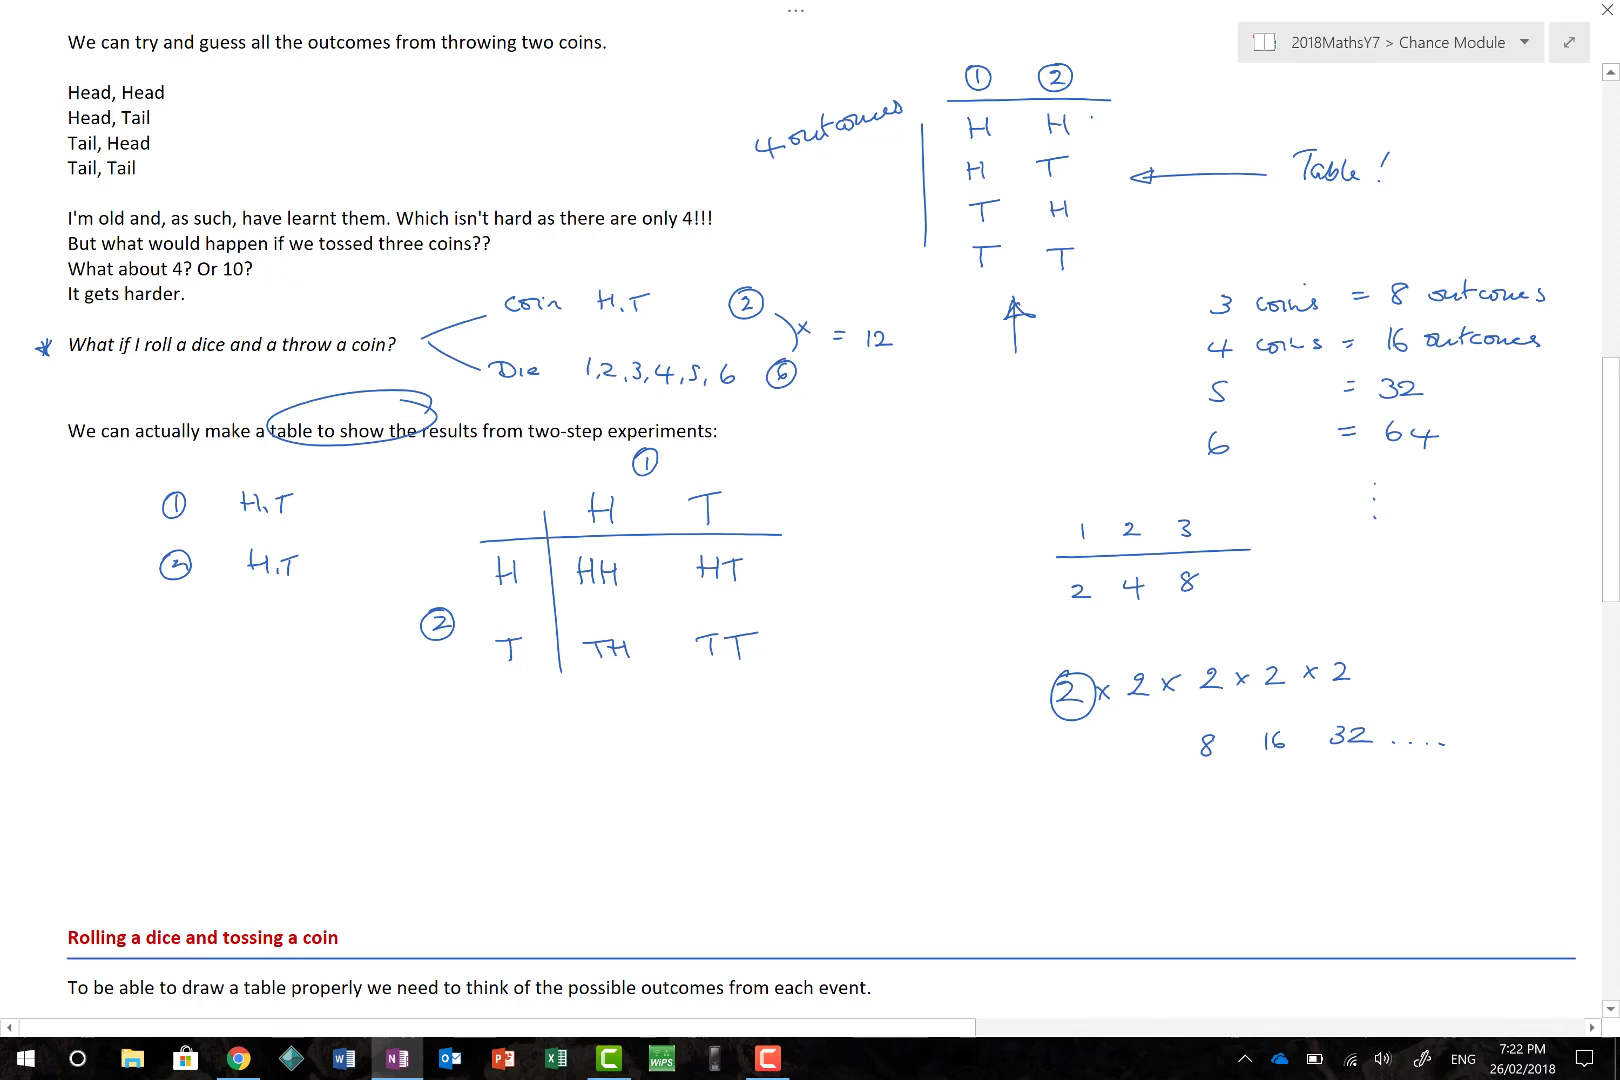 2018MathsY7 > Chance Module
We can try and guess all the outcomes from throwing two coins.
Head, Head
Head, Tail
Tail, Head
Tail, Tail
4 outcomes
1 2
H H
H T
T H
T T
Table!
I'm old and, as such, have learnt them. Which isn't hard as there are only 4!!!
But what would happen if we tossed three coins??
What about 4? Or 10?
It gets harder.
What if I roll a dice and a throw a coin?
Coin H, T 2
Die 1, 2, 3, 4, 5, 6 6
x = 12
3 coins = 8 outcomes
4 coins = 16 outcomes
5 = 32
6 = 64
We can actually make a table to show the results from two-step experiments:
1 H, T
2 H, T
1
H T
H HH HT
2
T TH TT
1 2 3
2 4 8
2 x 2 x 2 x 2 x 2
8 16 32 ....
Rolling a dice and tossing a coin
To be able to draw a table properly we need to think of the possible outcomes from each event.
WiPS
ENG
7:22 PM
26/02/2018